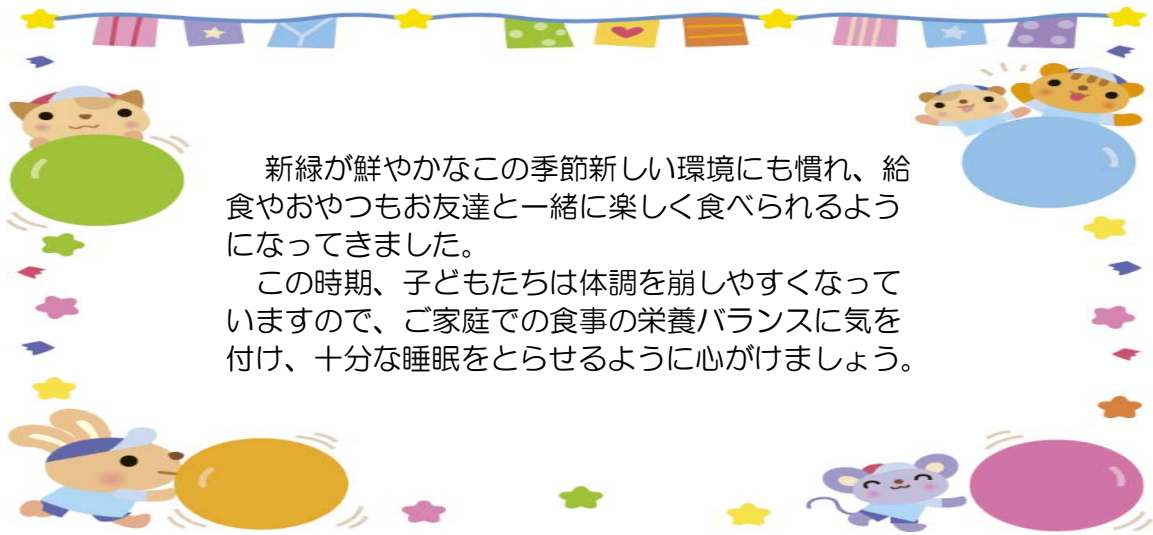 新緑が鮮やかなこの季節新しい環境にも慣れ、給
食やおやつもお友達と一緒に楽しく食べられるよう
になってきました。
この時期、子どもたちは体調を崩しやすくなって
いますので、ご家庭での食事の栄養バランスに気を
付け、十分な睡眠をとらせるように心がけましょう。